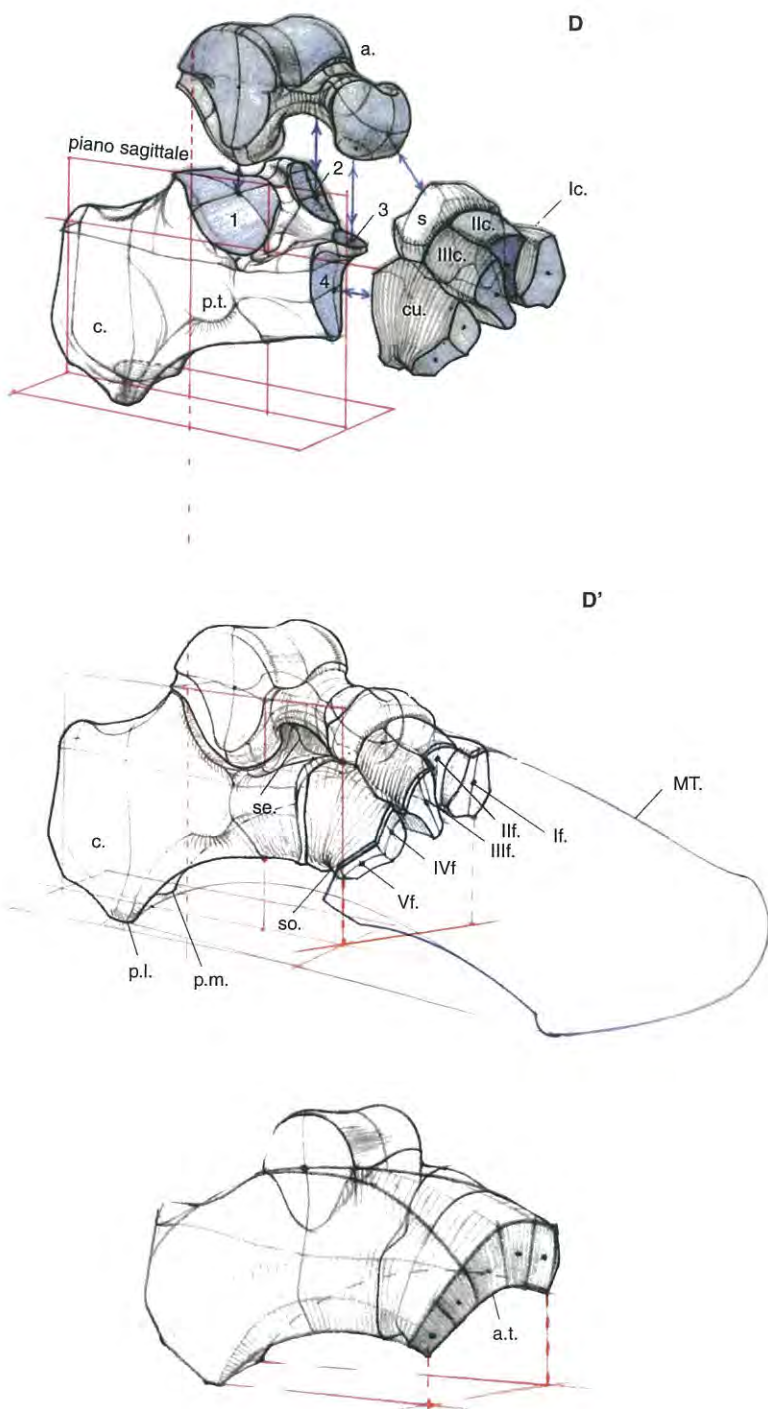 D
a.
piano sagittale
2
Ic.
3
s
IIc.
1
IIIc.
4
cu.
p.t.
c.
D'
MT.
se.
If.
IIf.
c.
IIIf.
IVf
so.
Vf.
p.l.
p.m.
a.t.